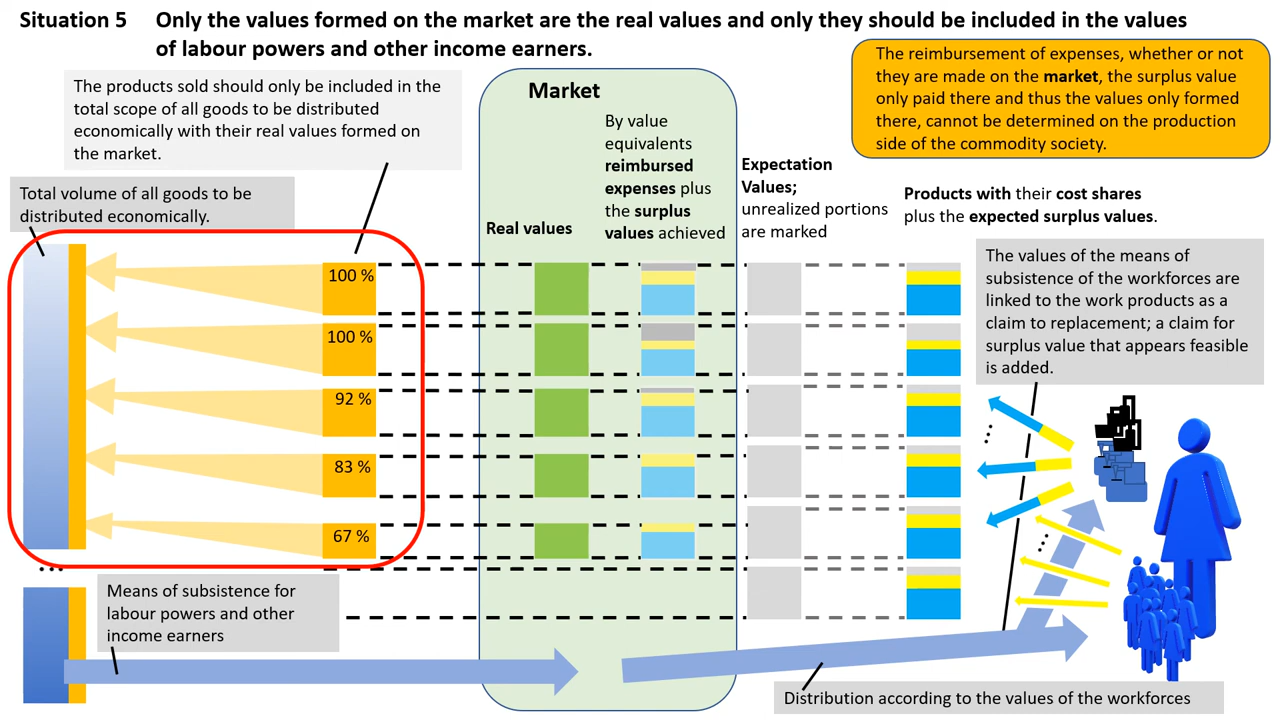 Situation 5 Only the values formed on the market are the real values and only they should be included in the values
of labour powers and other income earners.
The reimbursement of expenses, whether or not
they are made on the market, the surplus value
only paid there and thus the values only formed
there, cannot be determined on the production
side of the commodity society.
The products sold should only be included in the
total scope of all goods to be distributed
economically with their real values formed on
the market.
Market
By value
equivalents
reimbursed
expenses plus
the surplus
values achieved
Expectation
Values;
unrealized portions
are marked
Total volume of all goods to be
distributed economically.
Products with their cost shares
plus the expected surplus values.
Real values
The values of the means of
subsistence of the workforces are
linked to the work products as a
claim to replacement; a claim for
surplus value that appears feasible
is added.
100 %
100 %
92 %
83 %
67 %
...
Means of subsistence for
labour powers and other
income earners
Distribution according to the values of the workforces